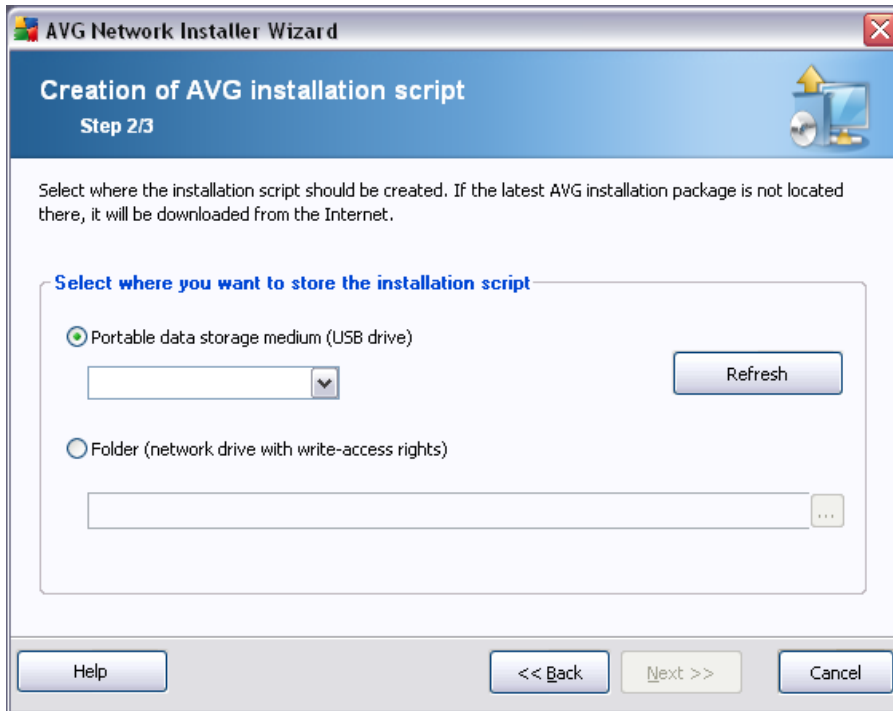 AVG Network Installer Wizard
Creation of AVG installation script
Step 2/3
Select where the installation script should be created. If the latest AVG installation package is not located
there, it will be downloaded from the Internet.
Select where you want to store the installation script
Portable data storage medium (USB drive)
Refresh
Folder (network drive with write-access rights)
...
Help
<< Back
Next >>
Cancel